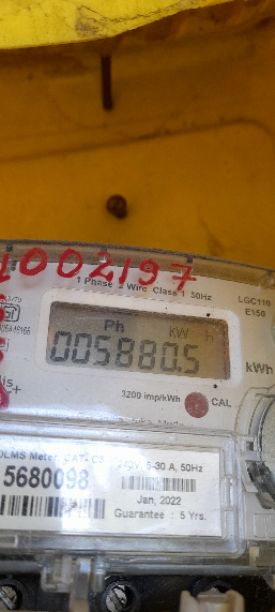 1002197
1 Phase 2 Wire Class 1 50Hz
LGC110
E150
Ph kW h
005880.5
kWh
3200 imp/kWh
CAL
DLMS Meter, CAT- C3
5-30 A, 50Hz
5680098
Jan, 2022
Guarantee : 5 Yrs.